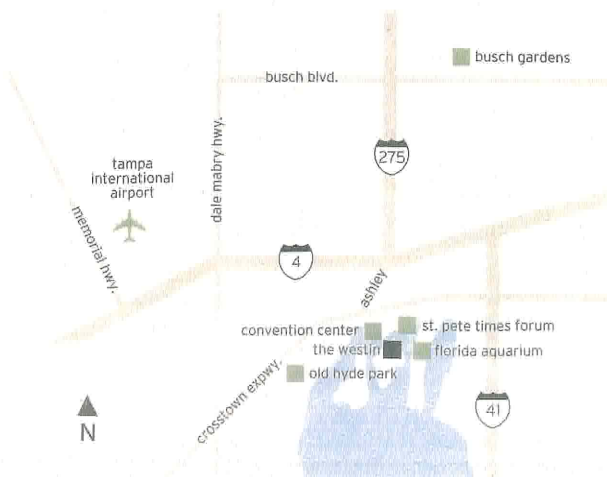 busch gardens
busch blvd.
275
dale mabry hwy.
tampa
international
airport
memorial hwy.
4
ashley
convention center
st. pete times forum
the westin
florida aquarium
old hyde park
crosstown expwy.
41
N